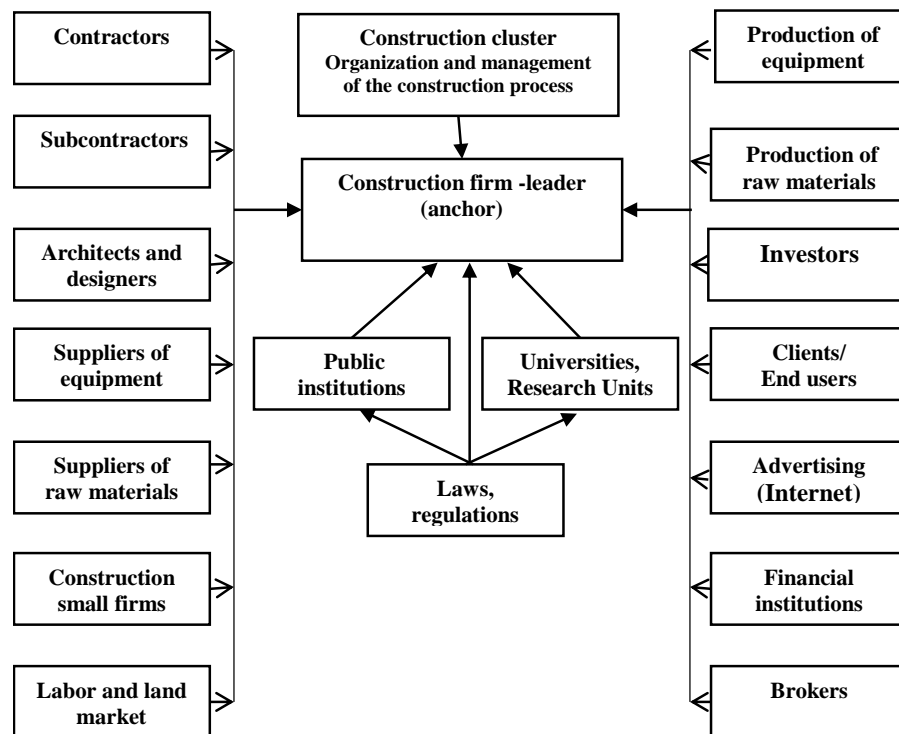 Contractors
Subcontractors
Architects and
designers
Suppliers of
equipment
Suppliers of
raw materials
Construction
small firms
Labor and land
market
Construction cluster
Organization and management
of the construction process
Construction firm -leader
(anchor)
Public
institutions
Universities,
Research Units
Laws,
regulations
Production of
equipment
Production of
raw materials
Investors
Clients/
End users
Advertising
(Internet)
Financial
institutions
Brokers